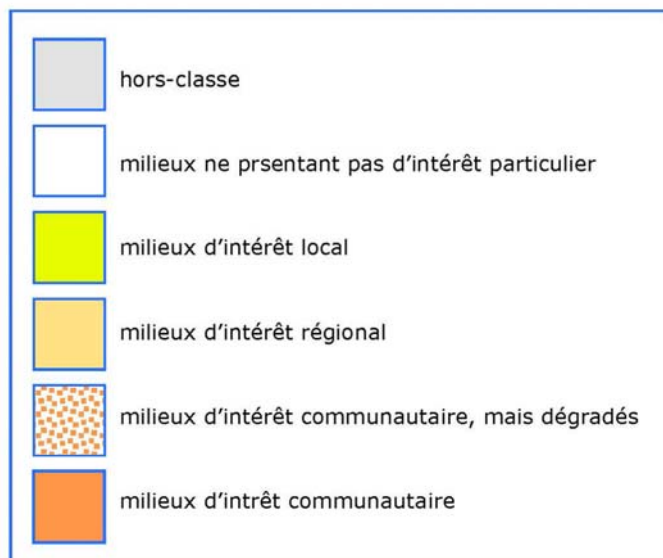 hors-classe
milieux ne prsentant pas d'intérêt particulier
milieux d'intérêt local
milieux d'intérêt régional
milieux d'intérêt communautaire, mais dégradés
milieux d'intrêt communautaire